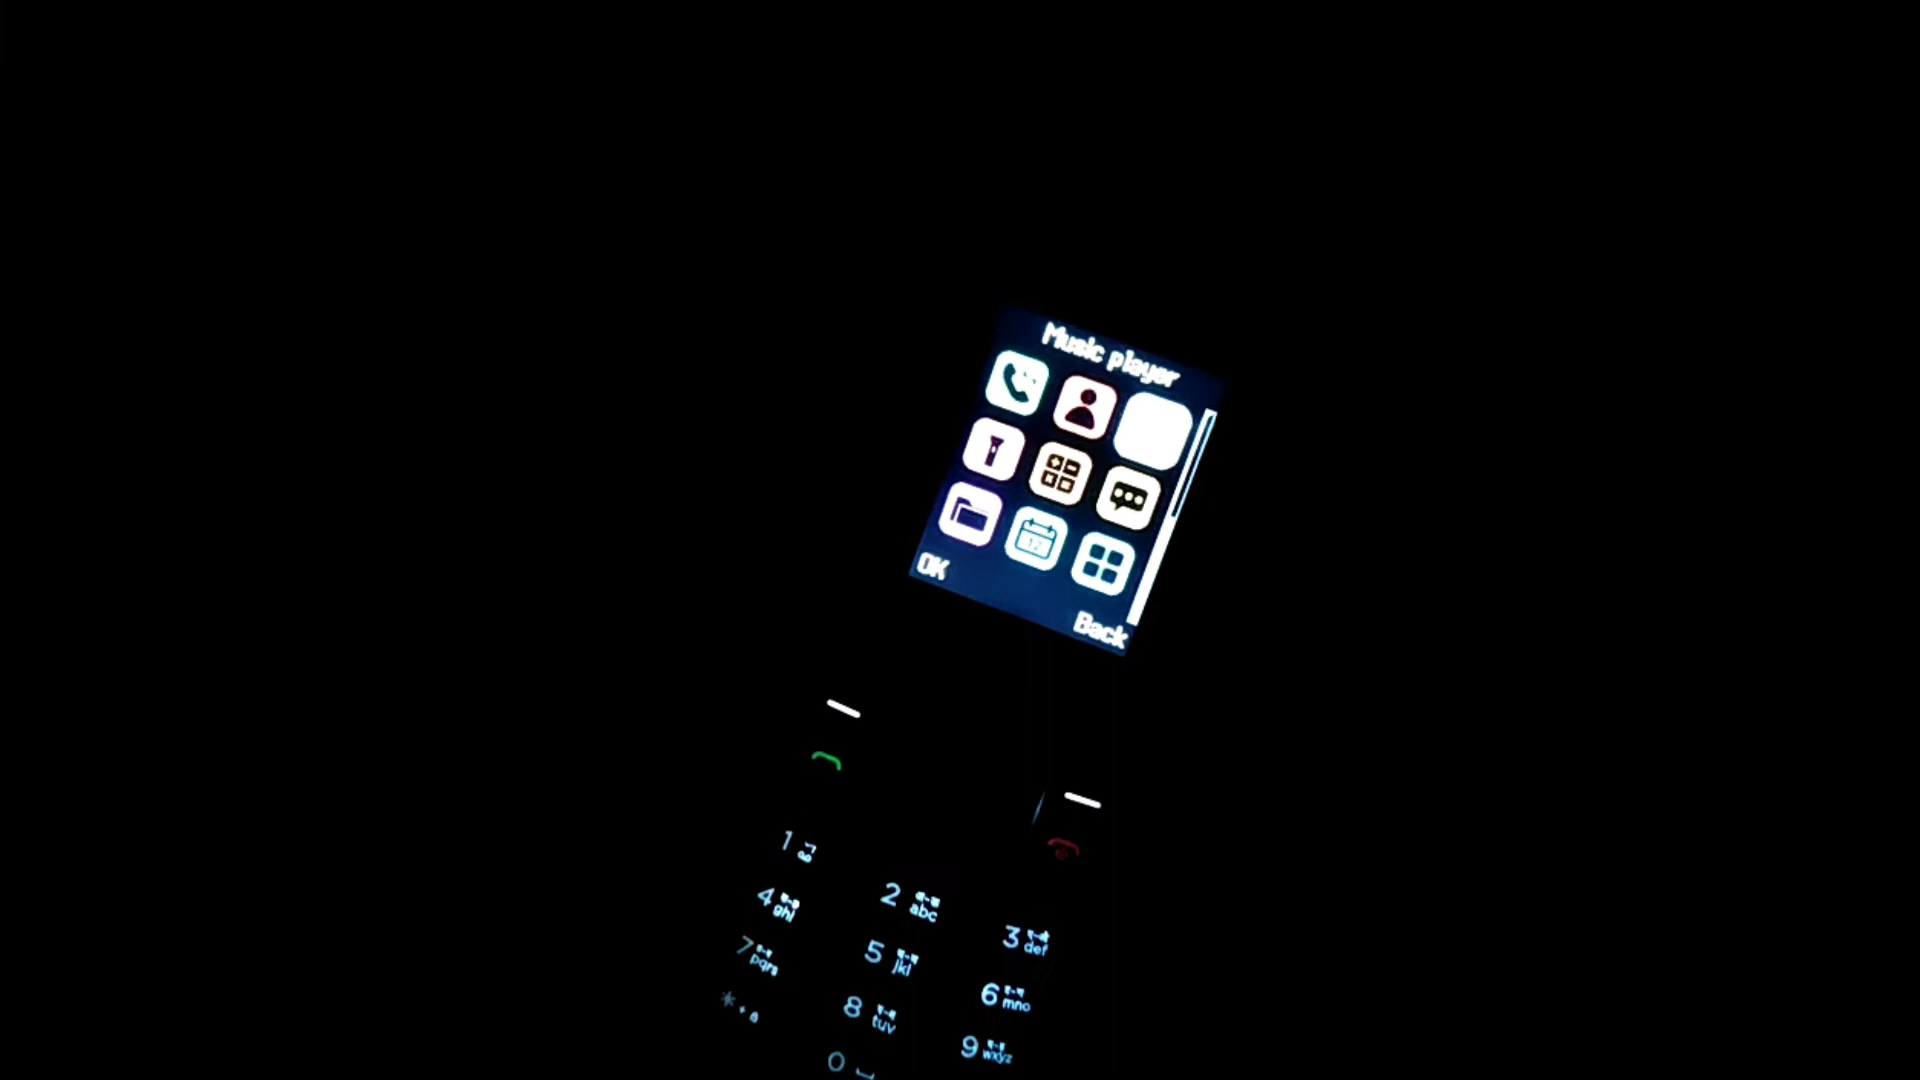 Music player
12
OK
Back
1
2 abc
3 def
4 ghi
5 jkl
6 mno
7 pqrs
8 tuv
9 wxyz
* +
0